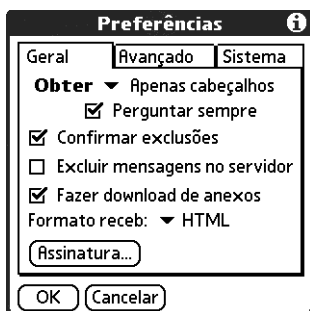 Preferências
Geral Avançado Sistema
Obter Apenas cabeçalhos
Perguntar sempre
Confirmar exclusões
Excluir mensagens no servidor
Fazer download de anexos
Formato receb: HTML
Assinatura...
OK Cancelar